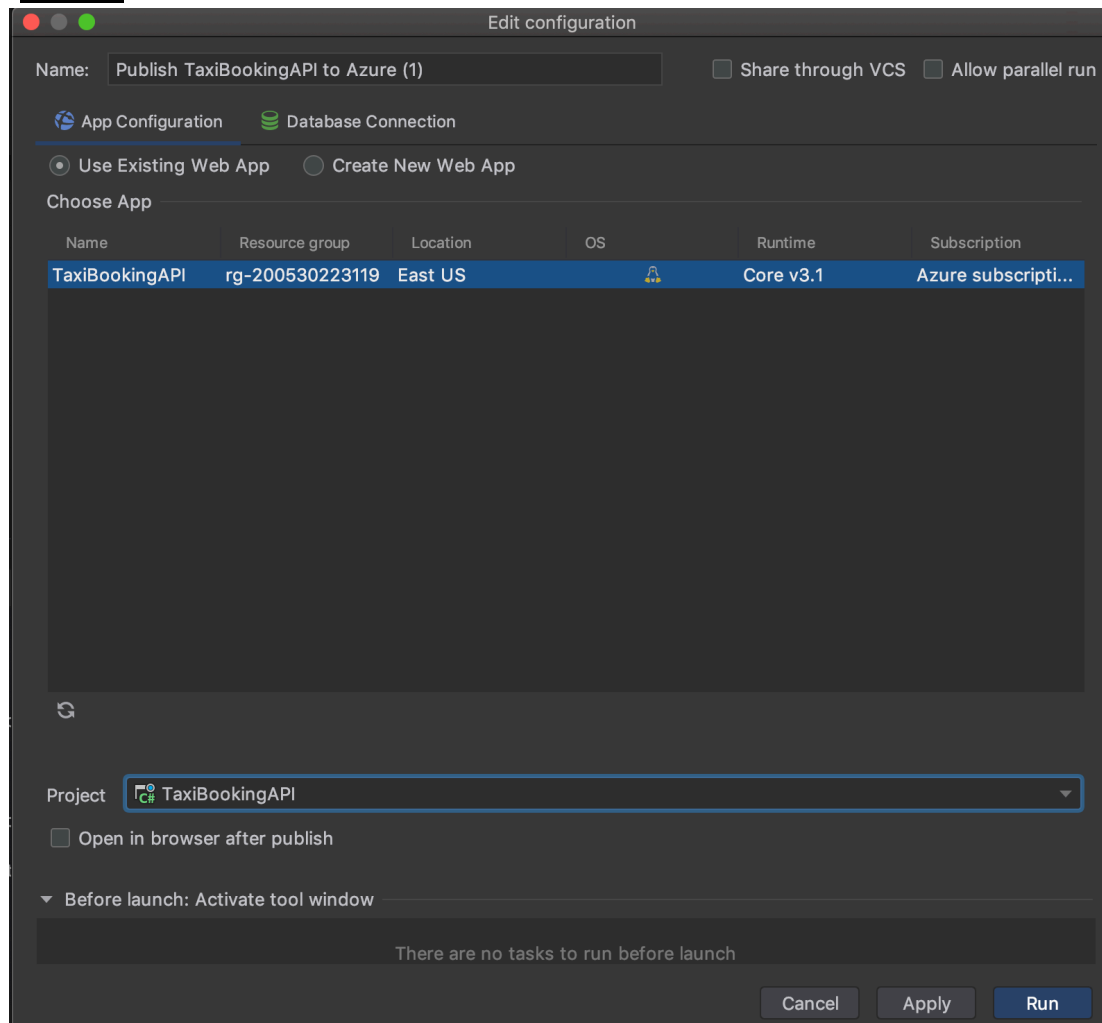 Edit configuration
Name: Publish TaxiBookingAPI to Azure (1) Share through VCS Allow parallel run
App Configuration Database Connection
Use Existing Web App Create New Web App
Choose App
Name Resource group Location OS Runtime Subscription
TaxiBookingAPI rg-200530223119 East US Core v3.1 Azure subscripti...
Project C# TaxiBookingAPI
Open in browser after publish
Before launch: Activate tool window
There are no tasks to run before launch
Cancel Apply Run